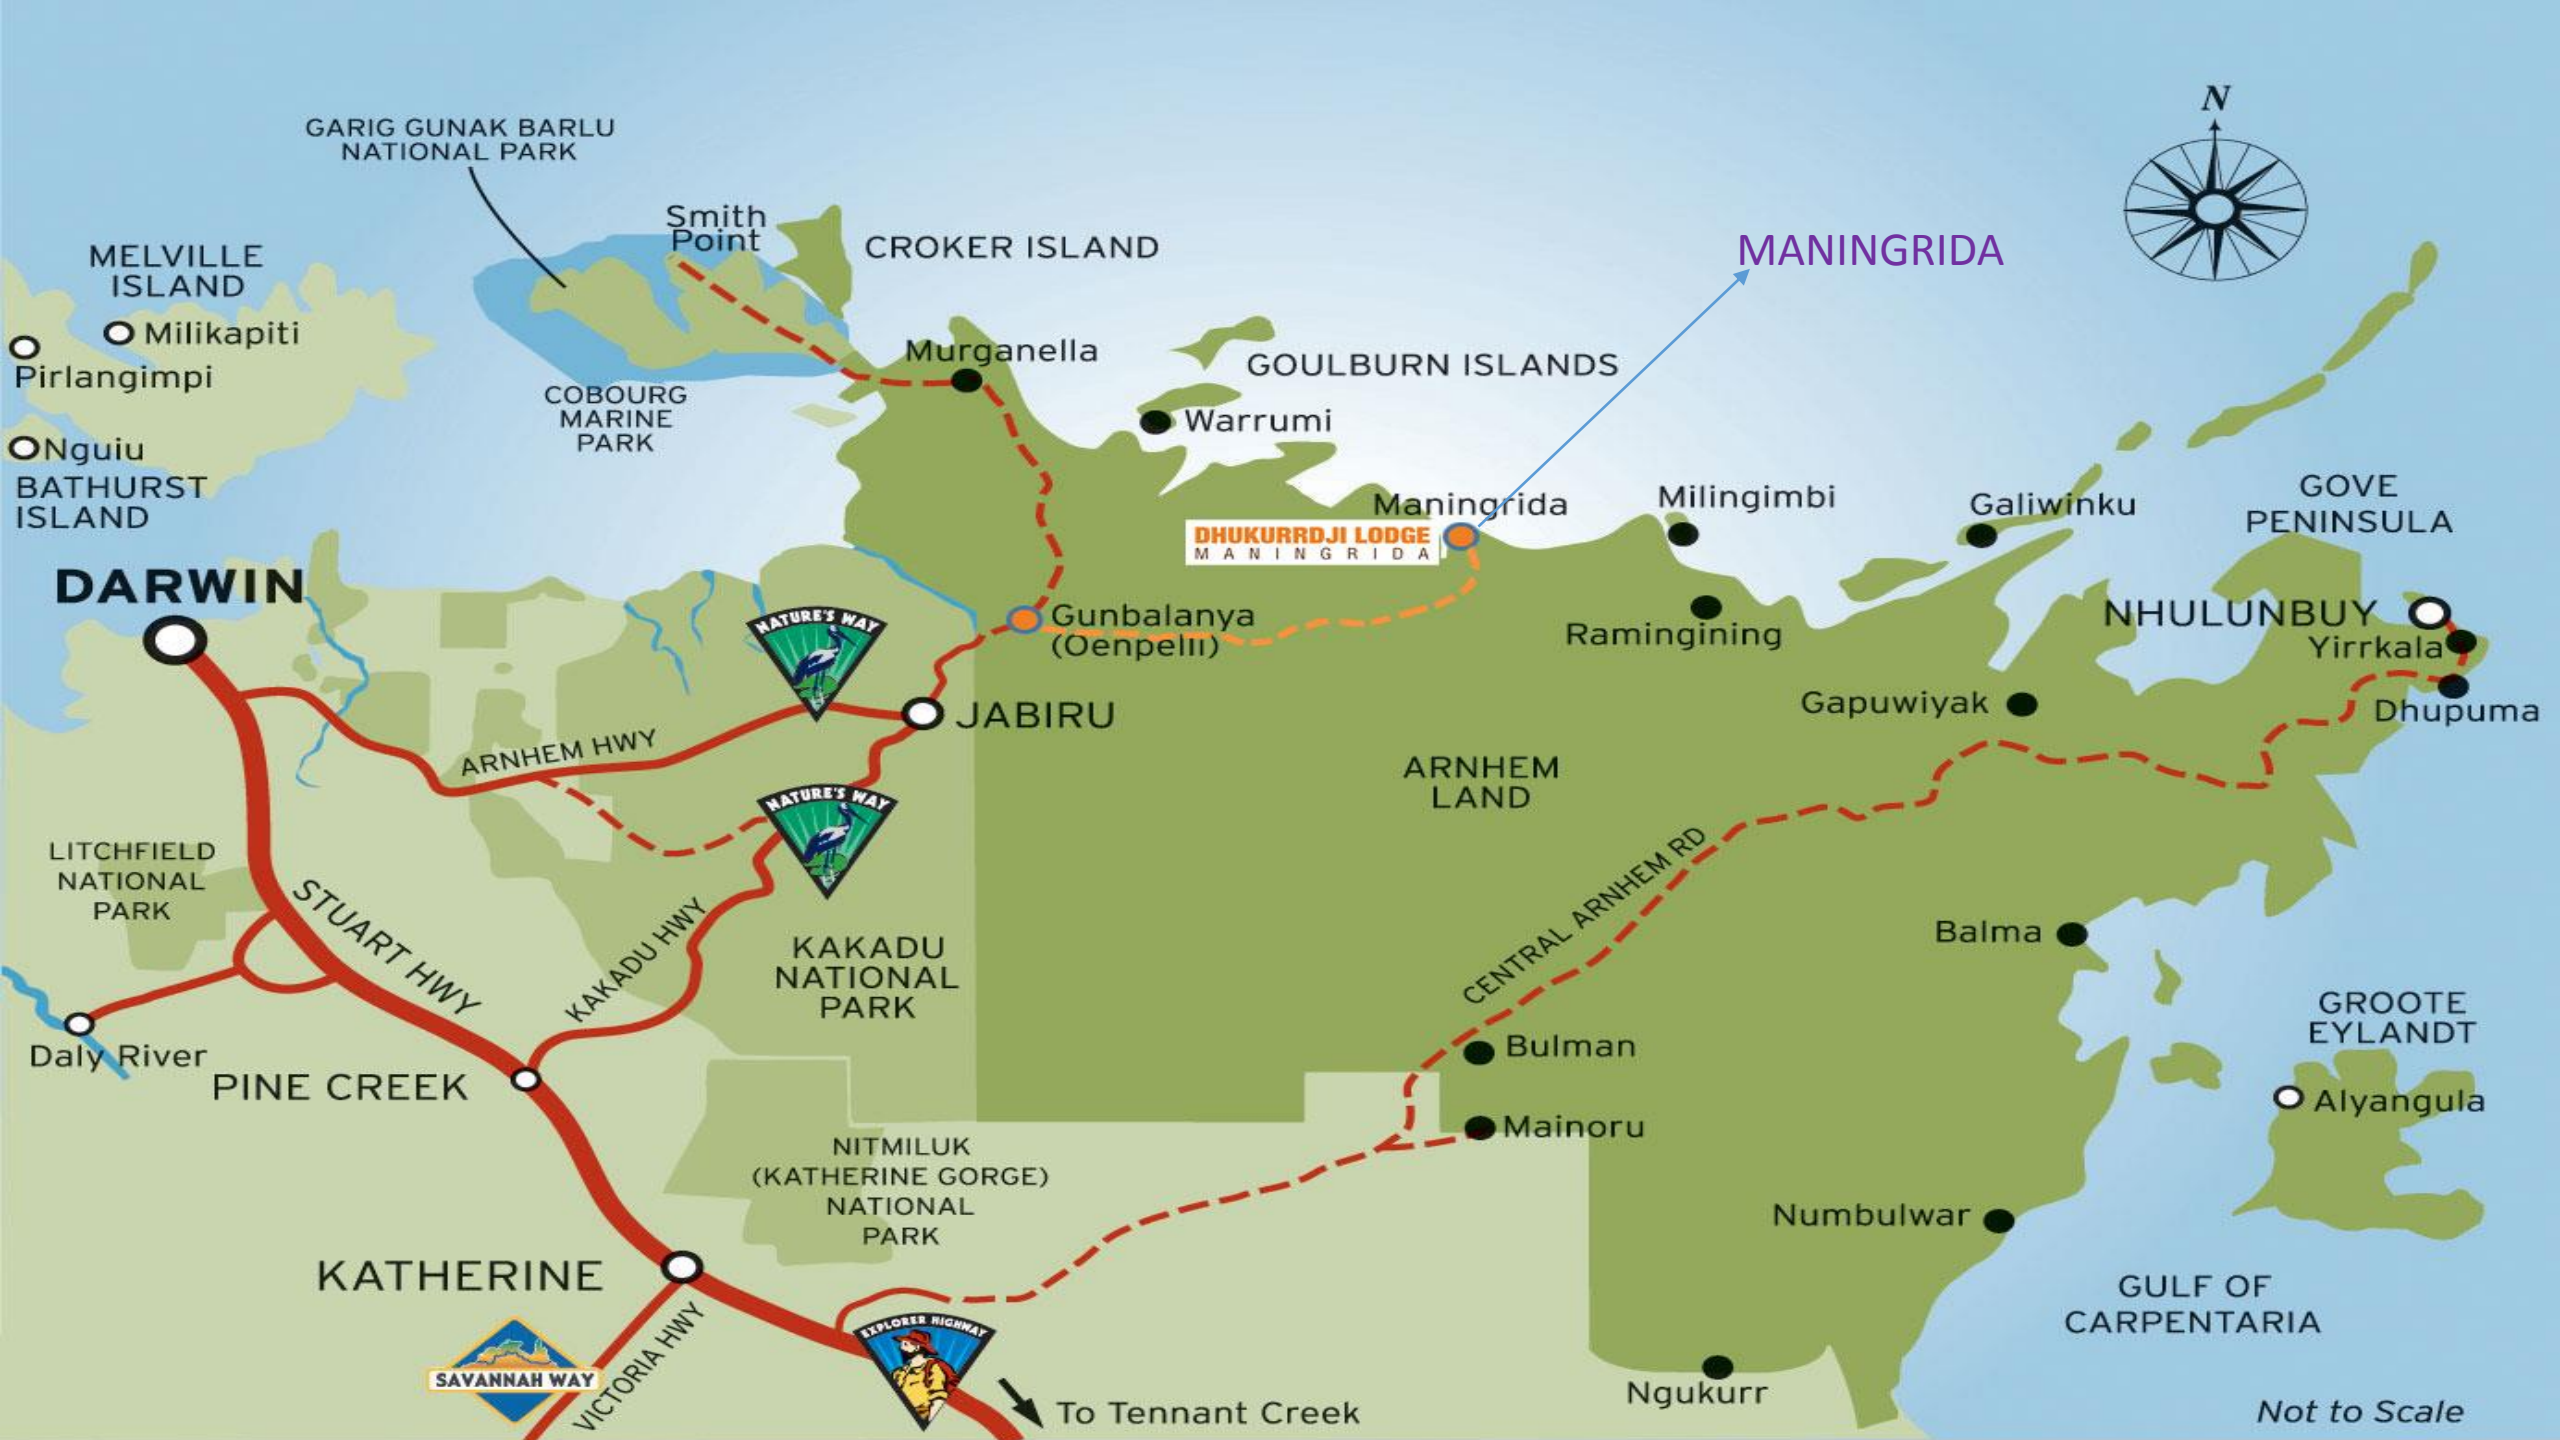 N
GARIG GUNAK BARLU
NATIONAL PARK
Smith
Point
CROKER ISLAND
MANINGRIDA
MELVILLE
ISLAND
Milikapiti
Pirlangimpi
COBOURG
MARINE
PARK
Murganella
GOULBURN ISLANDS
Warrumi
Nguiu
BATHURST
ISLAND
Maningrida
Milingimbi
Galiwinku
GOVE
PENINSULA
DHUKURRDJI LODGE
MANINGRIDA
DARWIN
NATURE'S WAY
Gunbalanya
(Oenpelli)
Ramingining
NHULUNBUY
Yirrkala
Dhupuma
Gapuwiyak
JABIRU
ARNHEM HWY
ARNHEM
LAND
NATURE'S WAY
LITCHFIELD
NATIONAL
PARK
STUART HWY
KAKADU HWY
KAKADU
NATIONAL
PARK
CENTRAL ARNHEM RD
Balma
GROOTE
EYLANDT
Alyangula
Daly River
PINE CREEK
Bulman
Mainoru
NITMILUK
(KATHERINE GORGE)
NATIONAL
PARK
Numbulwar
KATHERINE
GULF OF
CARPENTARIA
EXPLORER HIGHWAY
SAVANNAH WAY
VICTORIA HWY
To Tennant Creek
Ngukurr
Not to Scale